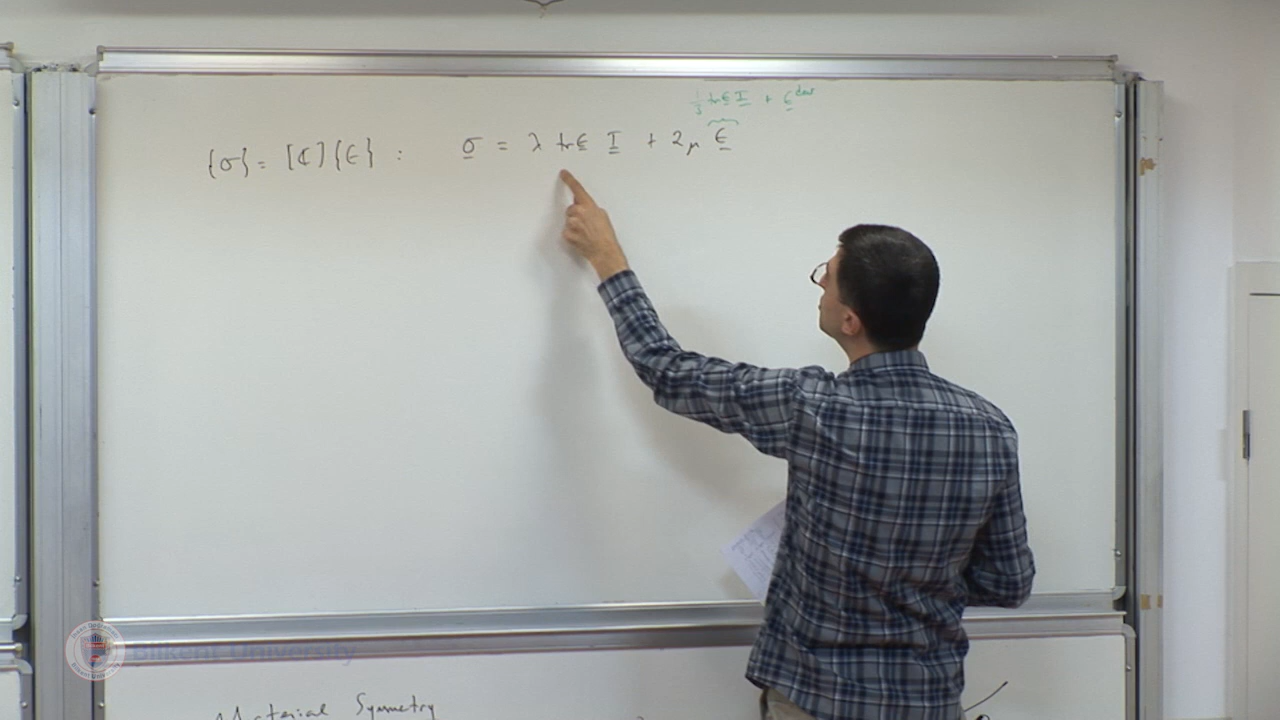 1/3 trϵ I + ϵ^dev
{σ} = [ℂ]{ϵ} : σ = λ trϵ I + 2μ ϵ
Bilkent University
Material Symmetry